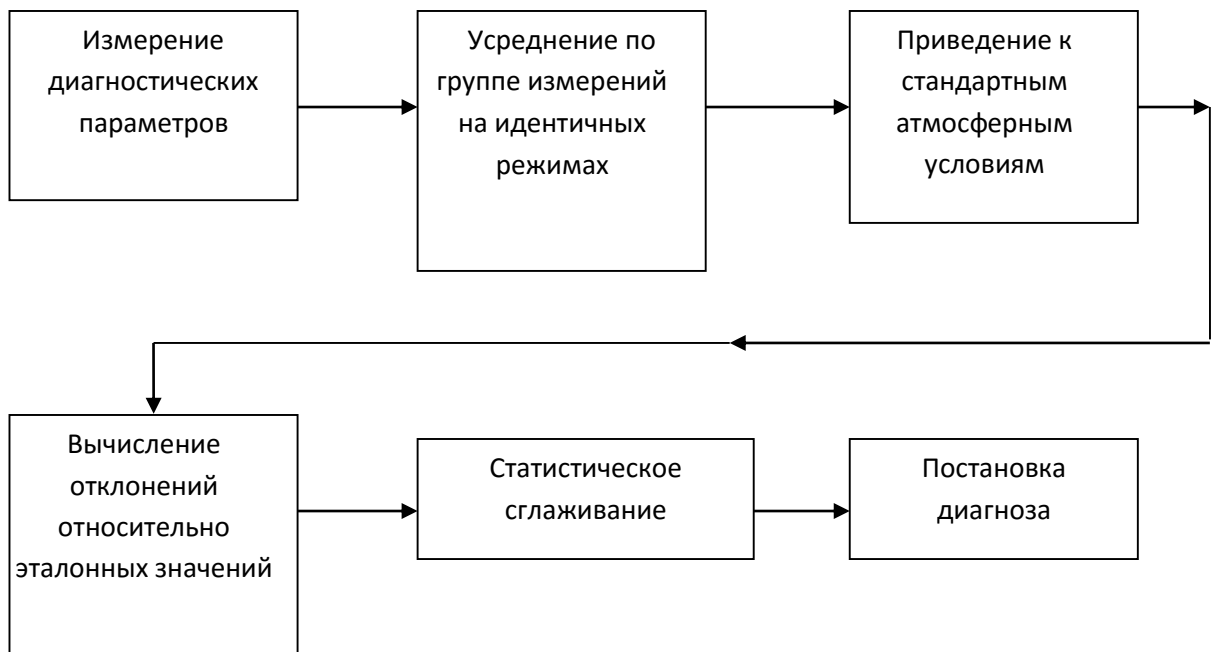 Измерение
диагностических
параметров
Усреднение по
группе измерений
на идентичных
режимах
Приведение к
стандартным
атмосферным
условиям
Вычисление
отклонений
относительно
эталонных значений
Статистическое
сглаживание
Постановка
диагноза